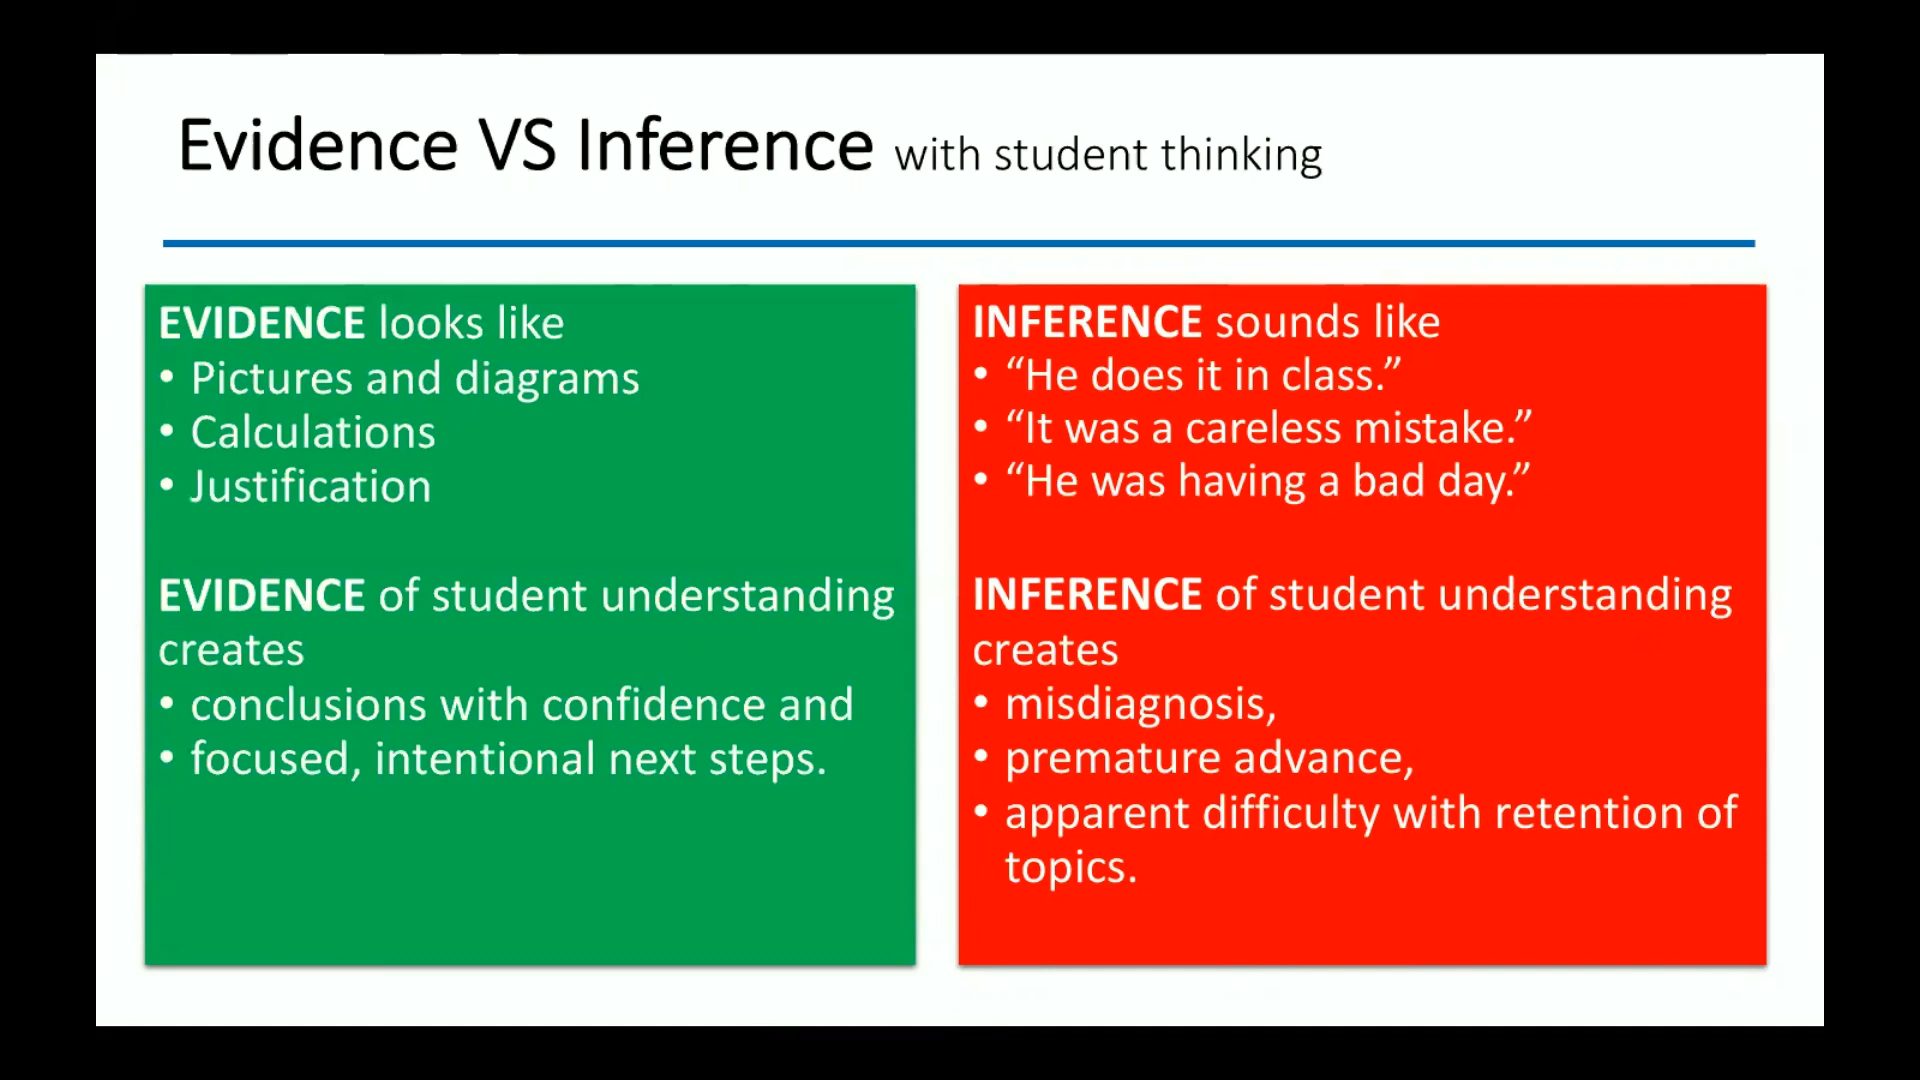 Evidence VS Inference with student thinking
EVIDENCE looks like
• Pictures and diagrams
• Calculations
• Justification
EVIDENCE of student understanding
creates
• conclusions with confidence and
• focused, intentional next steps.
INFERENCE sounds like
• “He does it in class.”
• “It was a careless mistake.”
• “He was having a bad day.”
INFERENCE of student understanding
creates
• misdiagnosis,
• premature advance,
• apparent difficulty with retention of
topics.